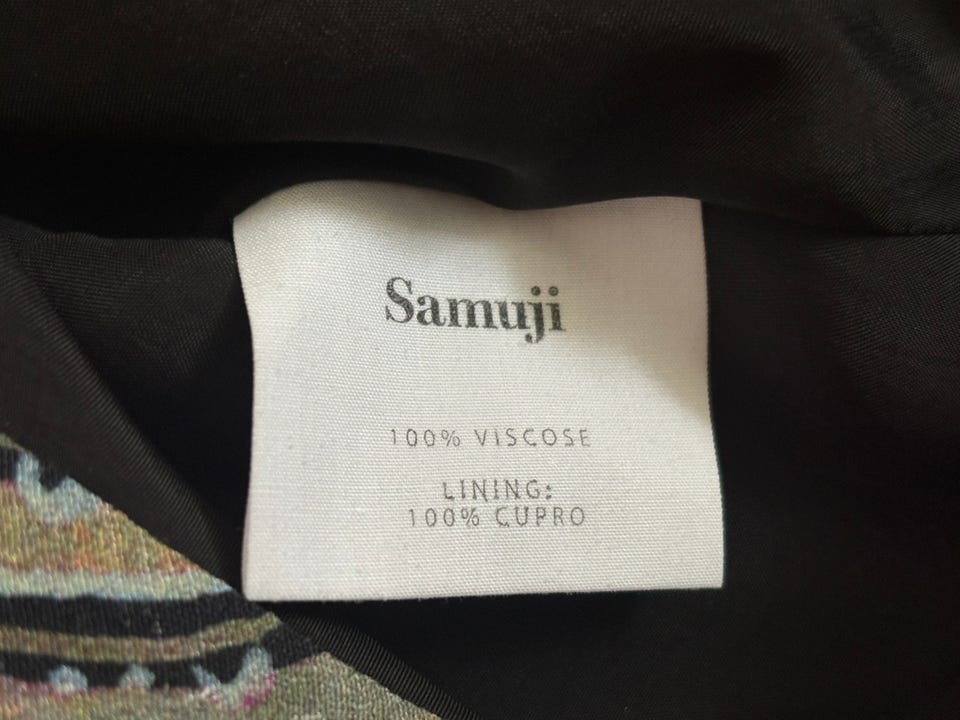 Samuji
100% VISCOSE
LINING:
100% CUPRO